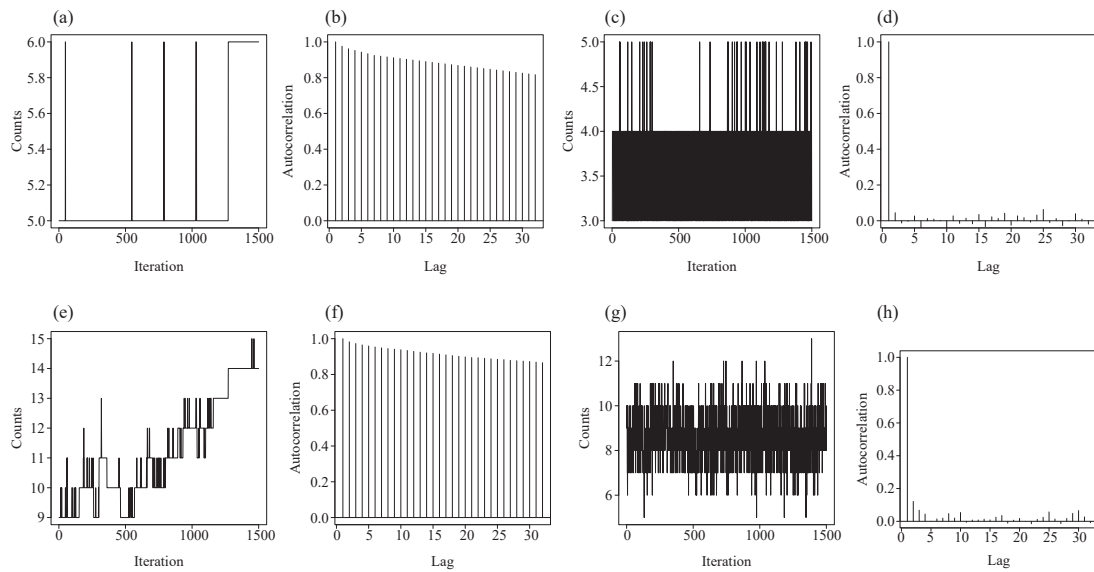 (a) (b) (c) (d)
6.0 5.8 5.6 5.4 5.2 5.0
Counts
0 500 1000 1500
Iteration
1.0 0.8 0.6 0.4 0.2 0.0
Autocorrelation
0 5 10 15 20 25 30
Lag
5.0 4.5 4.0 3.5 3.0
Counts
0 500 1000 1500
Iteration
1.0 0.8 0.6 0.4 0.2 0.0
Autocorrelation
0 5 10 15 20 25 30
Lag
(e) (f) (g) (h)
15 14 13 12 11 10 9
Counts
0 500 1000 1500
Iteration
1.0 0.8 0.6 0.4 0.2 0.0
Autocorrelation
0 5 10 15 20 25 30
Lag
12 10 8 6
Counts
0 500 1000 1500
Iteration
1.0 0.8 0.6 0.4 0.2 0.0
Autocorrelation
0 5 10 15 20 25 30
Lag